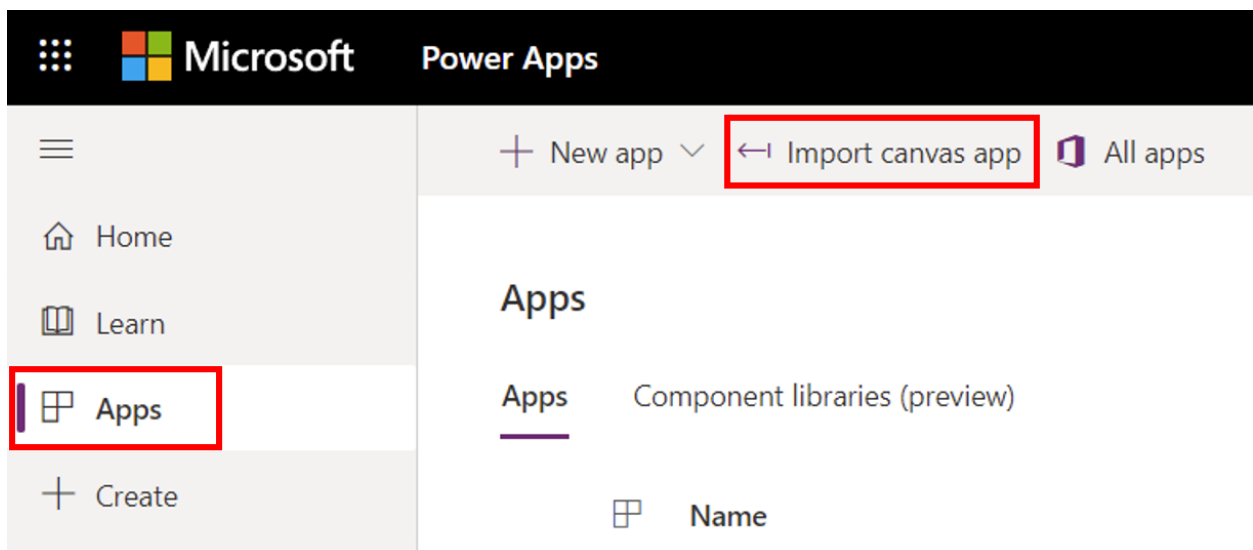 Microsoft Power Apps
New app Import canvas app All apps
Home
Learn
Apps
Create
Apps
Apps Component libraries (preview)
Name